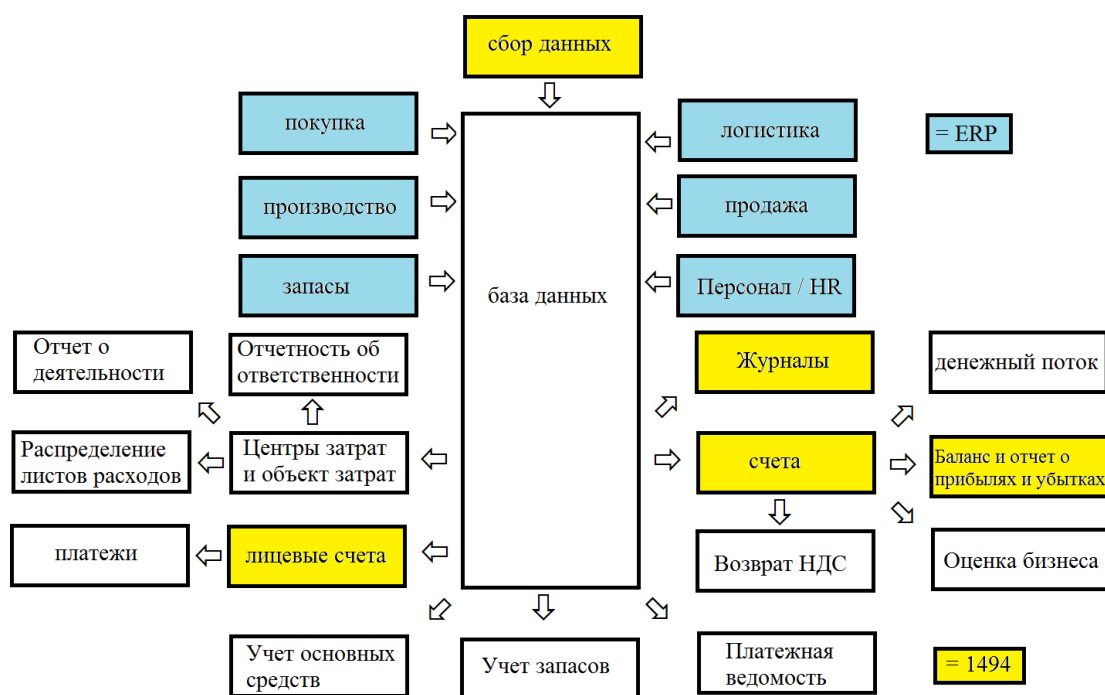 сбор данных
покупка
логистика
= ERP
производство
продажа
запасы
база данных
Персонал / HR
Отчет о
деятельности
Отчетность об
ответственности
Журналы
денежный поток
Распределение
листов расходов
Центры затрат
и объект затрат
счета
Баланс и отчет о
прибылях и убытках
платежи
лицевые счета
Возврат НДС
Оценка бизнеса
Учет основных
средств
Учет запасов
Платежная
ведомость
= 1494